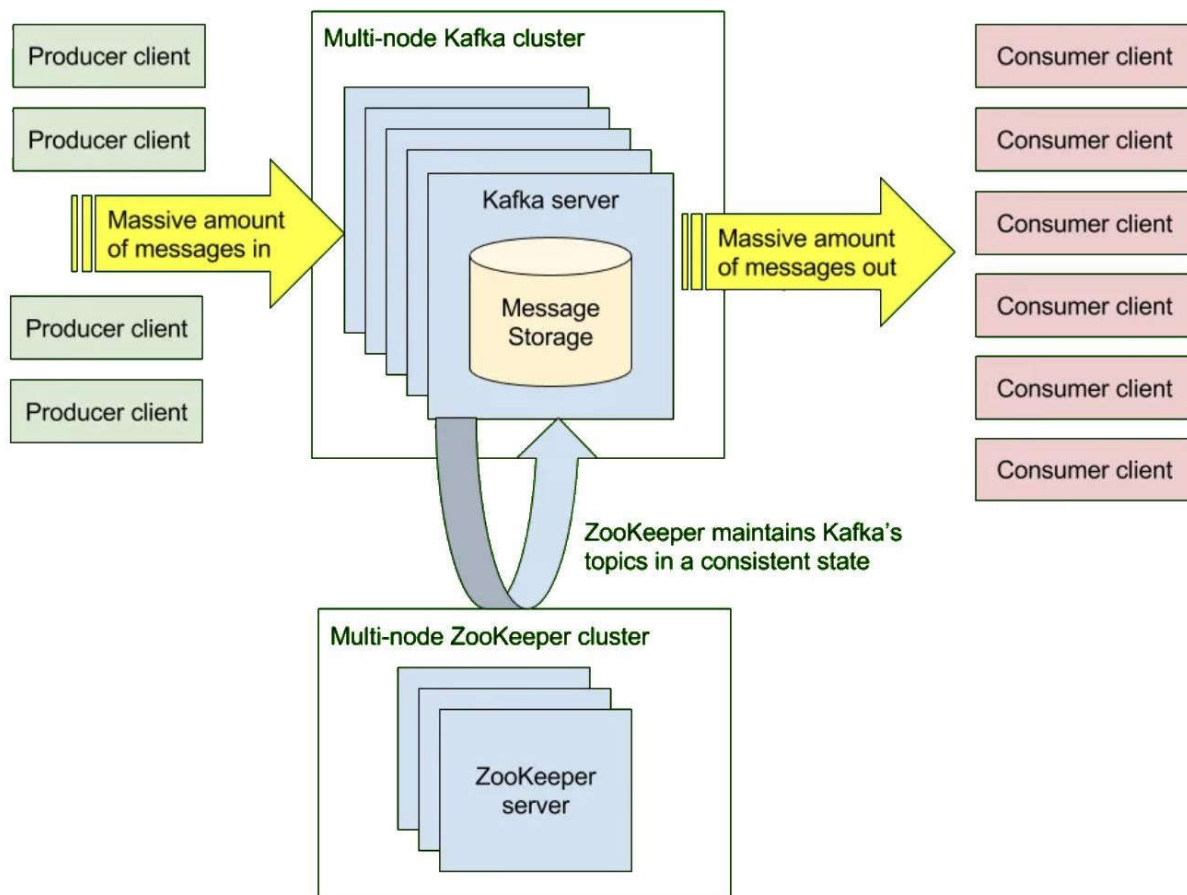 Producer client
Producer client
Massive amount
of messages in
Producer client
Producer client
Multi-node Kafka cluster
Kafka server
Message
Storage
Massive amount
of messages out
Consumer client
Consumer client
Consumer client
Consumer client
Consumer client
Consumer client
ZooKeeper maintains Kafka's
topics in a consistent state
Multi-node ZooKeeper cluster
ZooKeeper
server